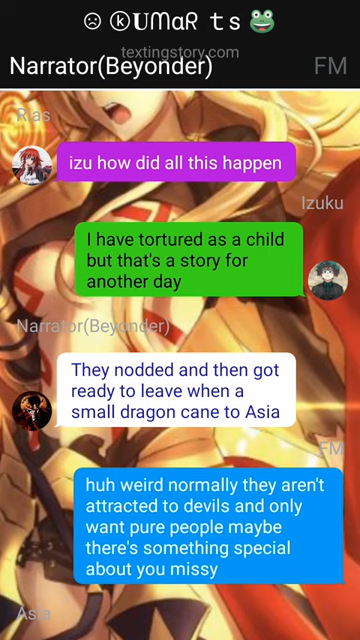 ☹ ⓚ𝐔ᗰᗩᖇ ｔｓ 🐸
textingstory.com
Narrator(Beyonder)
FM
Rias
izu how did all this happen
Izuku
I have tortured as a child
but that's a story for
another day
Narrator(Beyonder)
They nodded and then got
ready to leave when a
small dragon cane to Asia
FM
huh weird normally they aren't
attracted to devils and only
want pure people maybe
there's something special
about you missy
Asia